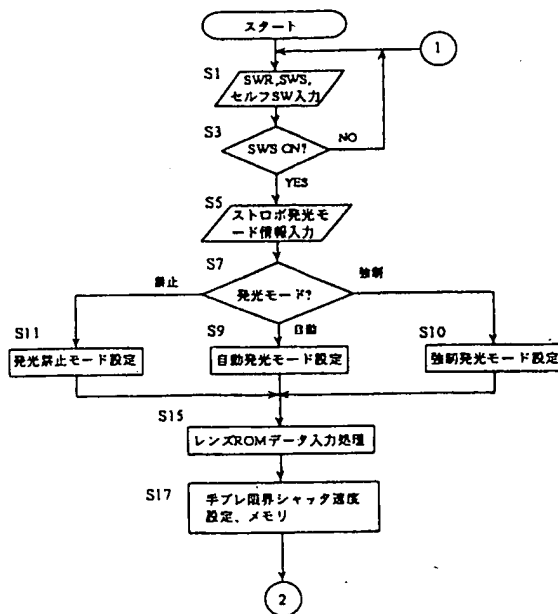 スタート
1
S1
SWR,SWS,
セルフSW入力
S3
SWS ON?
NO
YES
S5
ストロボ発光モ
ード情報入力
S7
発光モード?
禁止
強制
自動
S11
発光禁止モード設定
S9
自動発光モード設定
S10
強制発光モード設定
S15
レンズROMデータ入力処理
S17
手ブレ限界シャッタ速度
設定、メモリ
2